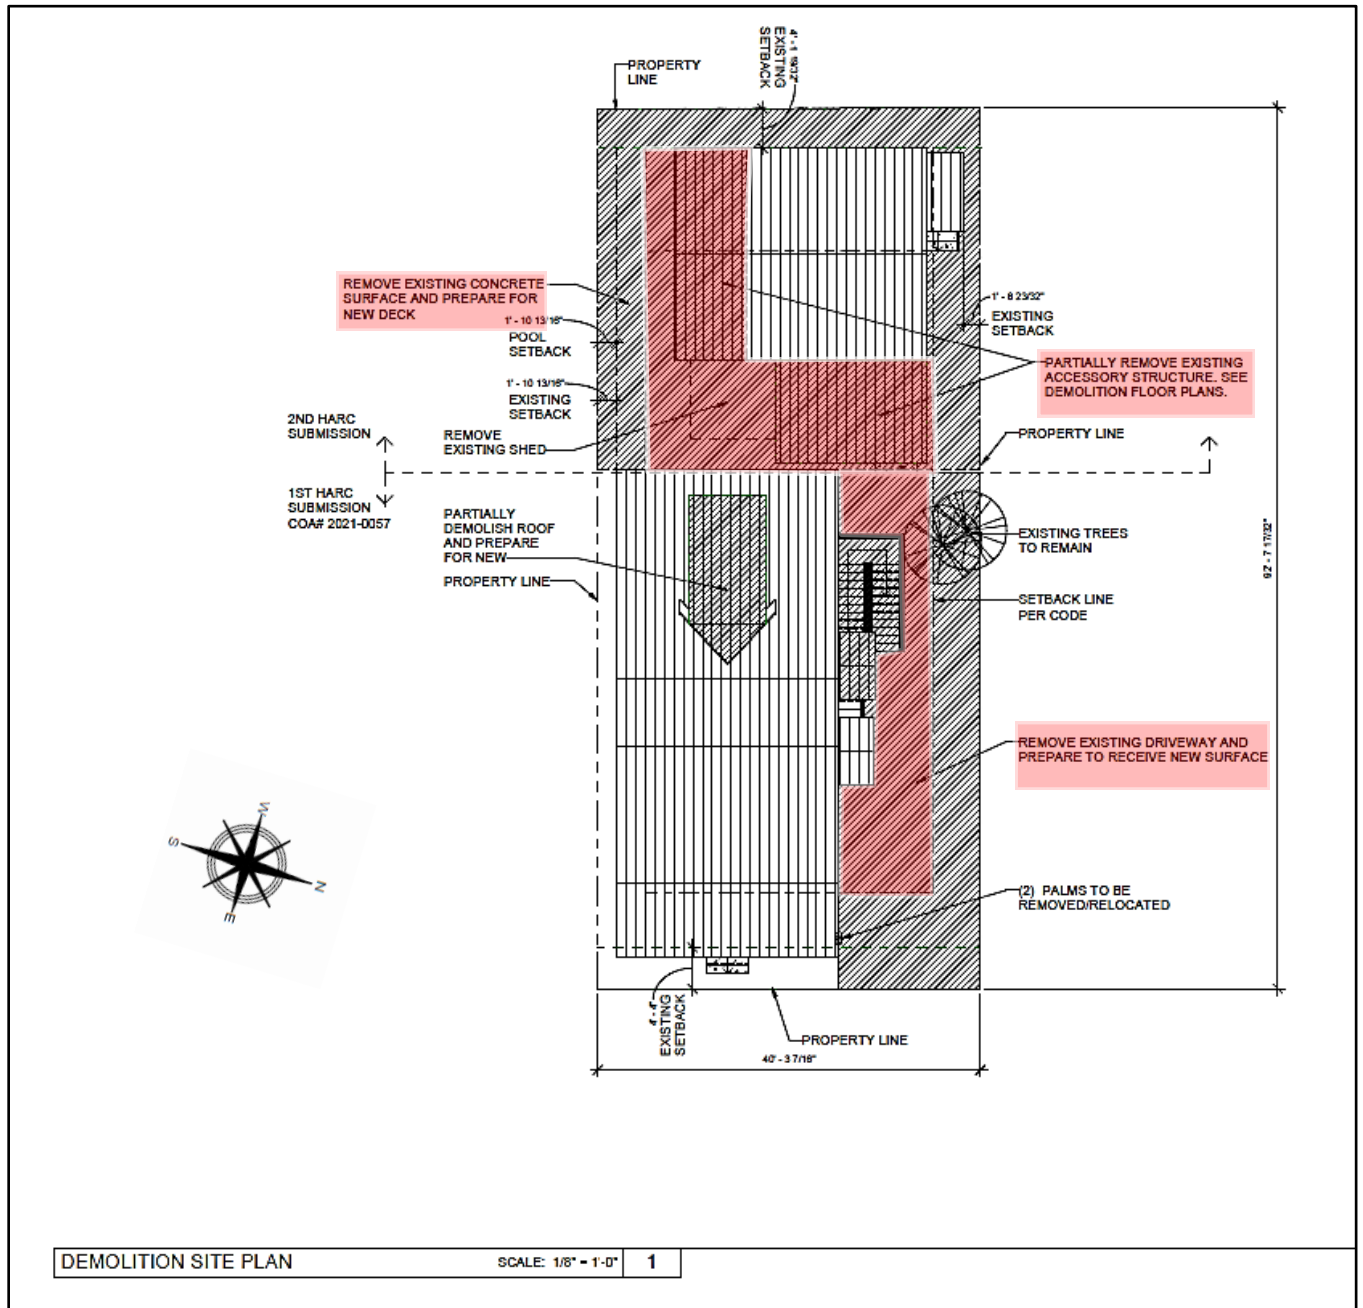 4'-1 19/32"
EXISTING
SETBACK
PROPERTY
LINE
REMOVE EXISTING CONCRETE
SURFACE AND PREPARE FOR
NEW DECK
1' - 10 13/16"
POOL
SETBACK
1' - 8 23/32"
EXISTING
SETBACK
PARTIALLY REMOVE EXISTING
ACCESSORY STRUCTURE. SEE
DEMOLITION FLOOR PLANS.
1' - 10 13/16"
EXISTING
SETBACK
2ND HARC
SUBMISSION
REMOVE
EXISTING SHED
PROPERTY LINE
1ST HARC
SUBMISSION
COA# 2021-0057
PARTIALLY
DEMOLISH ROOF
AND PREPARE
FOR NEW
EXISTING TREES
TO REMAIN
92' - 7 17/32"
PROPERTY LINE
SETBACK LINE
PER CODE
REMOVE EXISTING DRIVEWAY AND
PREPARE TO RECEIVE NEW SURFACE
W
S
N
E
(2) PALMS TO BE
REMOVED/RELOCATED
4'-4"
EXISTING
SETBACK
PROPERTY LINE
40' - 3 7/16"
DEMOLITION SITE PLAN
SCALE: 1/8" = 1'-0"
1